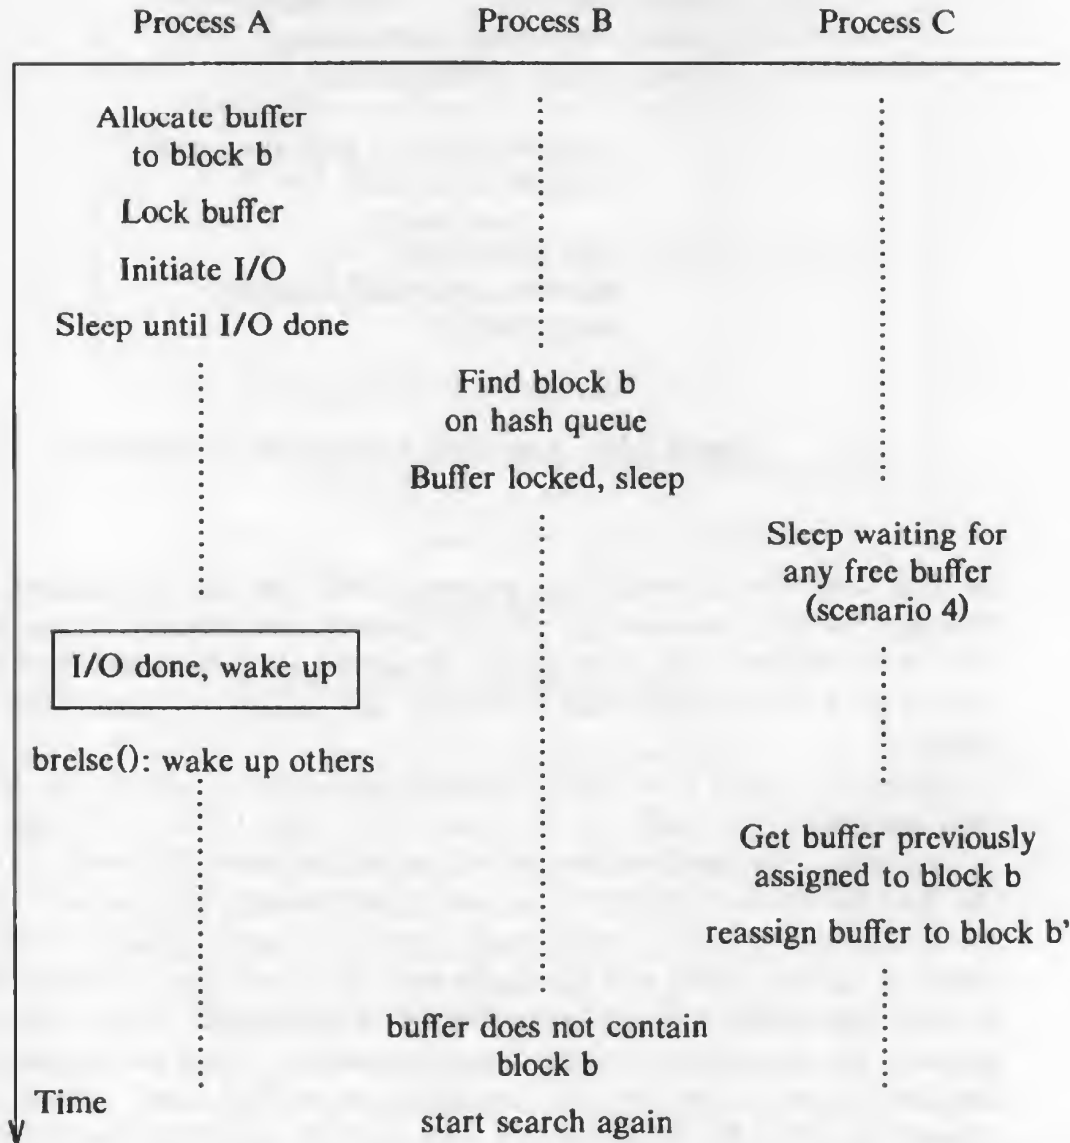 Process A
Process B
Process C
Allocate buffer
to block b
Lock buffer
Initiate I/O
Sleep until I/O done
Find block b
on hash queue
Buffer locked, sleep
Sleep waiting for
any free buffer
(scenario 4)
I/O done, wake up
brelse(): wake up others
Get buffer previously
assigned to block b
reassign buffer to block b'
buffer does not contain
block b
start search again
Time